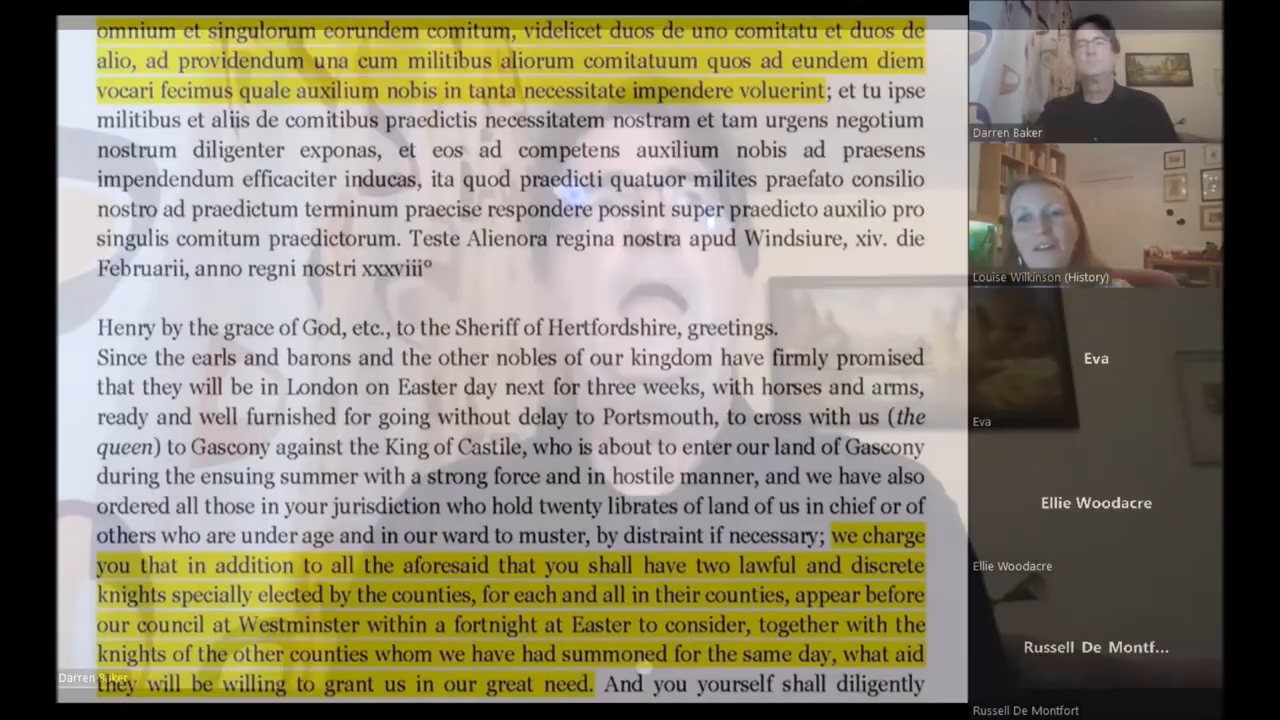 omnium et singulorum eorundem comitum, videlicet duos de uno comitatu et duos de
alio, ad providendum una cum militibus aliorum comitatuum quos ad eundem diem
vocari fecimus quale auxilium nobis in tanta necessitate impendere voluerint; et tu ipse
militibus et aliis de comitibus praedictis necessitatem nostram et tam urgens negotium
nostrum diligenter exponas, et eos ad competens auxilium nobis ad praesens
impendendum efficaciter inducas, ita quod praedicti quatuor milites praefato consilio
nostro ad praedictum terminum praecise respondere possint super praedicto auxilio pro
singulis comitum praedictorum. Teste Alienora regina nostra apud Windsiure, xiv. die
Februarii, anno regni nostri xxxviiiº
Henry by the grace of God, etc., to the Sheriff of Hertfordshire, greetings.
Since the earls and barons and the other nobles of our kingdom have firmly promised
that they will be in London on Easter day next for three weeks, with horses and arms,
ready and well furnished for going without delay to Portsmouth, to cross with us (the
queen) to Gascony against the King of Castile, who is about to enter our land of Gascony
during the ensuing summer with a strong force and in hostile manner, and we have also
ordered all those in your jurisdiction who hold twenty librates of land of us in chief or of
others who are under age and in our ward to muster, by distraint if necessary; we charge
you that in addition to all the aforesaid that you shall have two lawful and discrete
knights specially elected by the counties, for each and all in their counties, appear before
our council at Westminster within a fortnight at Easter to consider, together with the
knights of the other counties whom we have had summoned for the same day, what aid
they will be willing to grant us in our great need. And you yourself shall diligently
Darren Baker
Darren Baker
Louise Wilkinson (History)
Eva
Eva
Ellie Woodacre
Ellie Woodacre
Russell De Montf...
Russell De Montfort